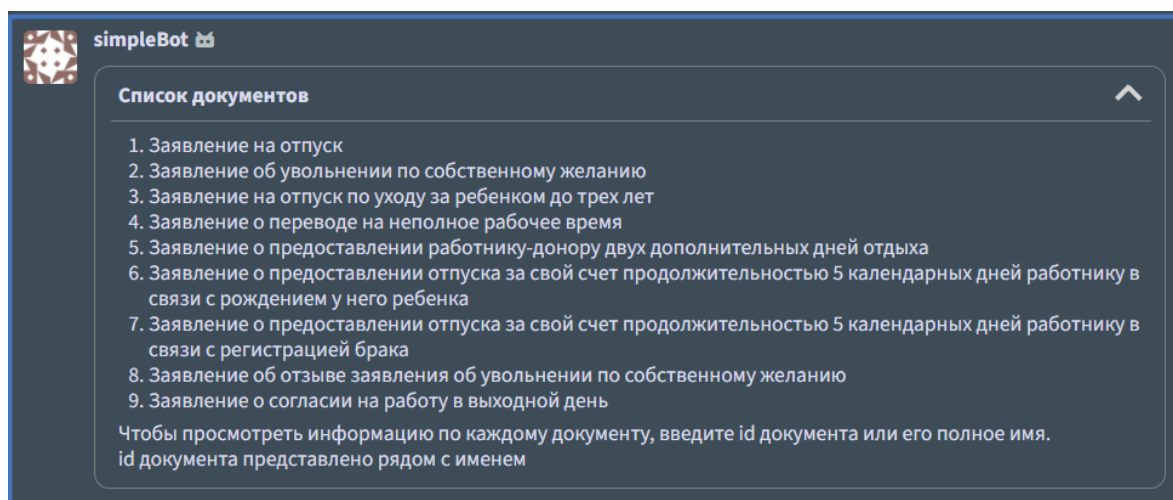 simpleBot
Список документов
1. Заявление на отпуск
2. Заявление об увольнении по собственному желанию
3. Заявление на отпуск по уходу за ребенком до трех лет
4. Заявление о переводе на неполное рабочее время
5. Заявление о предоставлении работнику-донору двух дополнительных дней отдыха
6. Заявление о предоставлении отпуска за свой счет продолжительностью 5 календарных дней работнику в
связи с рождением у него ребенка
7. Заявление о предоставлении отпуска за свой счет продолжительностью 5 календарных дней работнику в
связи с регистрацией брака
8. Заявление об отзыве заявления об увольнении по собственному желанию
9. Заявление о согласии на работу в выходной день
Чтобы просмотреть информацию по каждому документу, введите id документа или его полное имя.
id документа представлено рядом с именем